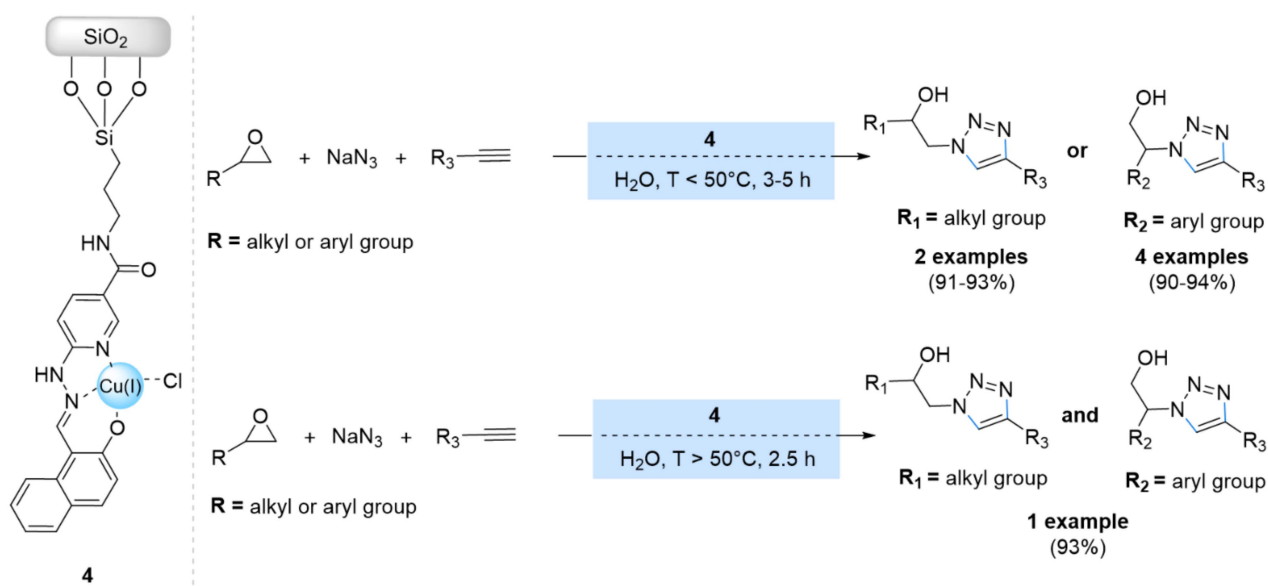 SiO2
O O O
Si
HN
O
N
HN
N
Cu(I)
Cl
O
4
R
O
+ NaN3 + R3
R = alkyl or aryl group
4
H2O, T < 50°C, 3-5 h
OH
R1
N
N
N
R3
R1 = alkyl group
2 examples
(91-93%)
or
OH
R2
N
N
N
R3
R2 = aryl group
4 examples
(90-94%)
R
O
+ NaN3 + R3
R = alkyl or aryl group
4
H2O, T > 50°C, 2.5 h
OH
R1
N
N
N
R3
R1 = alkyl group
and
OH
R2
N
N
N
R3
R2 = aryl group
1 example
(93%)